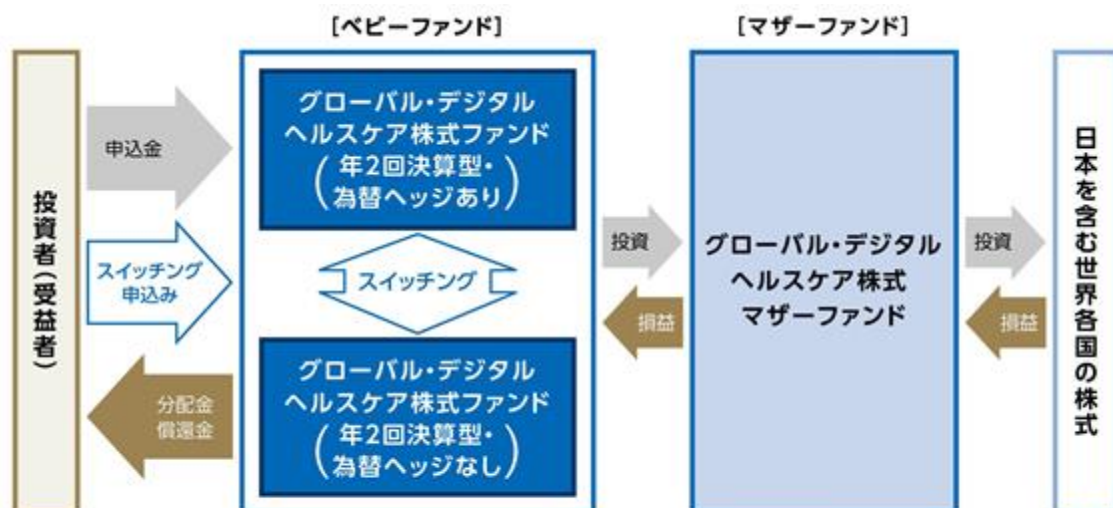 [ベビーファンド]
[マザーファンド]
投資者(受益者)
申込金
スイッチング
申込み
分配金
償還金
グローバル・デジタル
ヘルスケア株式ファンド
(年2回決算型・
為替ヘッジあり)
スイッチング
グローバル・デジタル
ヘルスケア株式ファンド
(年2回決算型・
為替ヘッジなし)
投資
損益
グローバル・デジタル
ヘルスケア株式
マザーファンド
投資
損益
日本を含む世界各国の株式